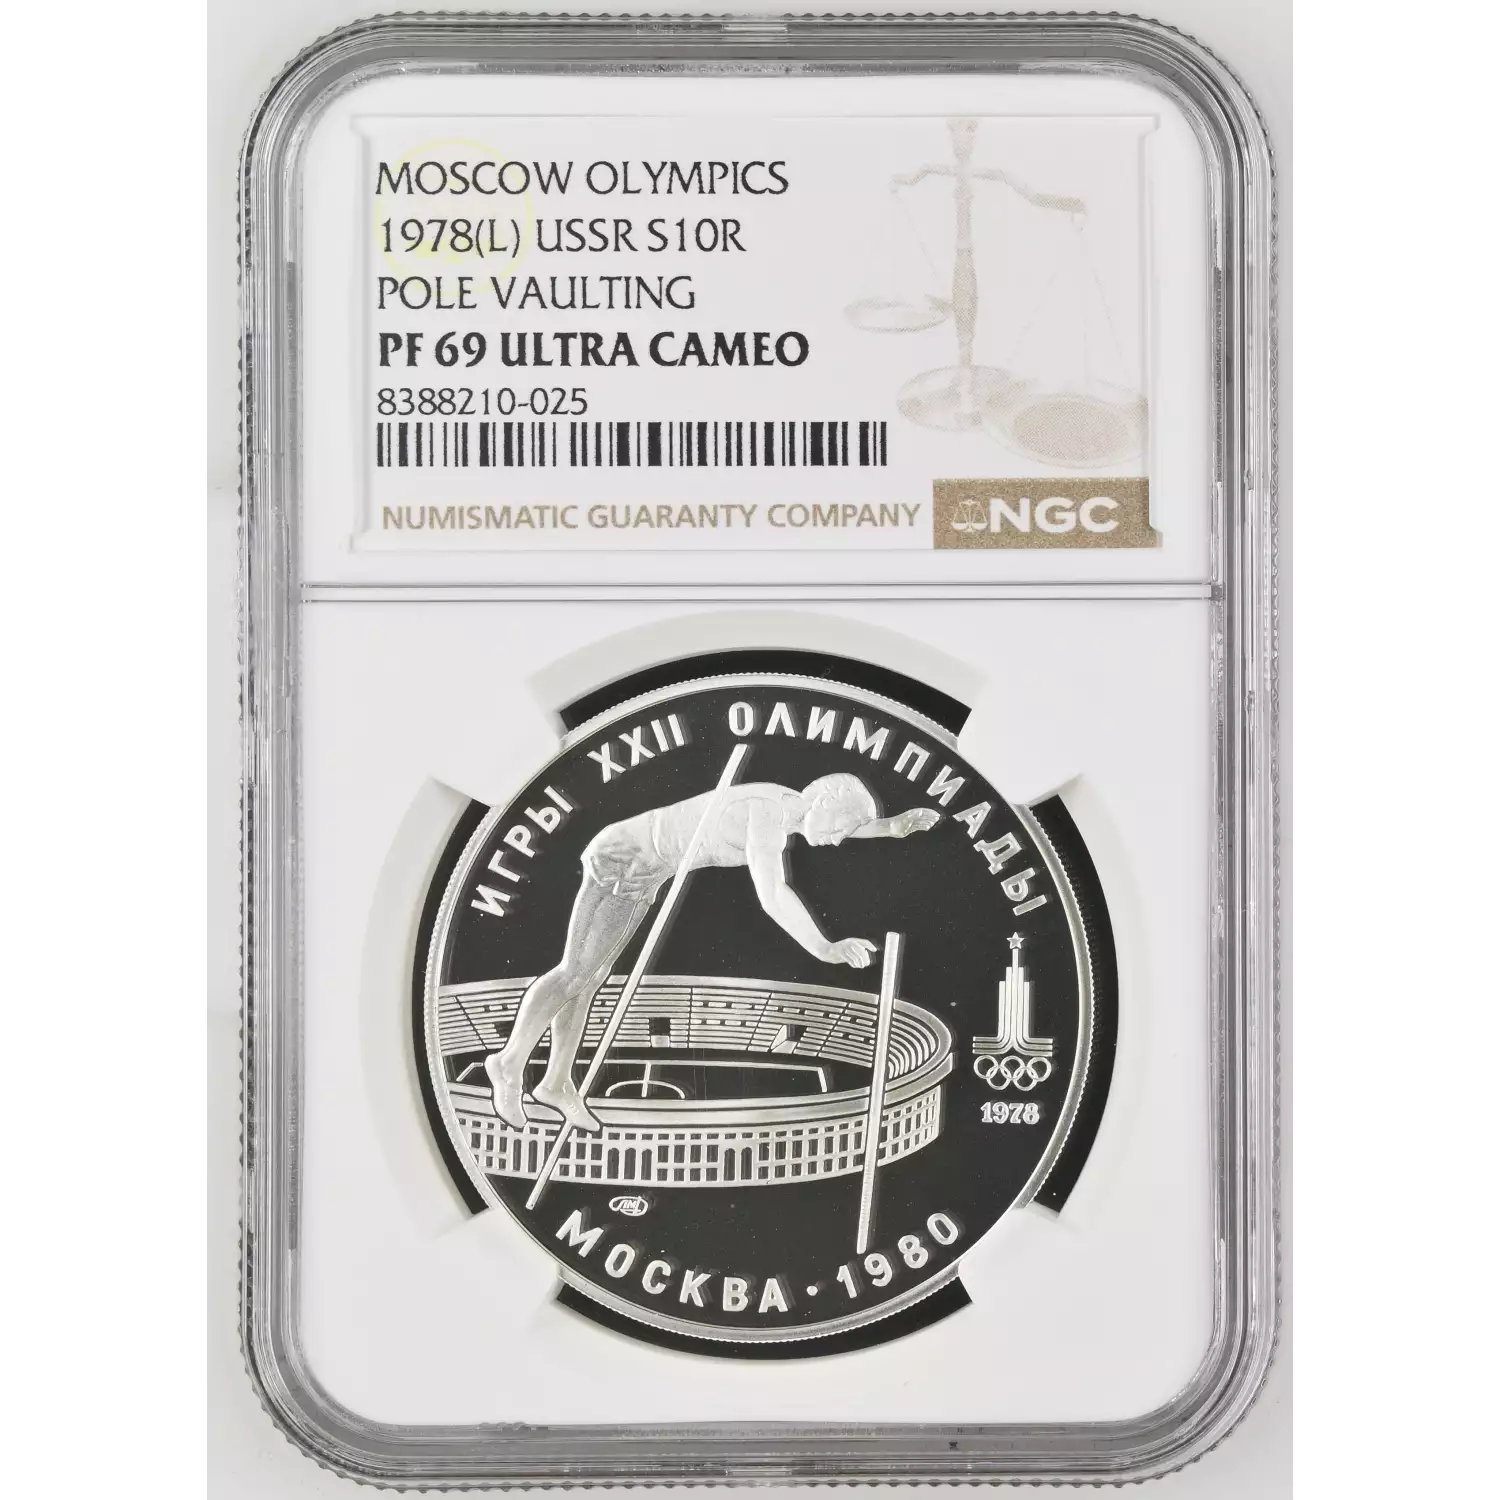 MOSCOW OLYMPICS
1978(L) USSR S10R
POLE VAULTING
PF 69 ULTRA CAMEO
8388210-025
NUMISMATIC GUARANTY COMPANY
NGC
ИГРЫ XXII ОЛИМПИАДЫ
1978
ЛМД
МОСКВА · 1980